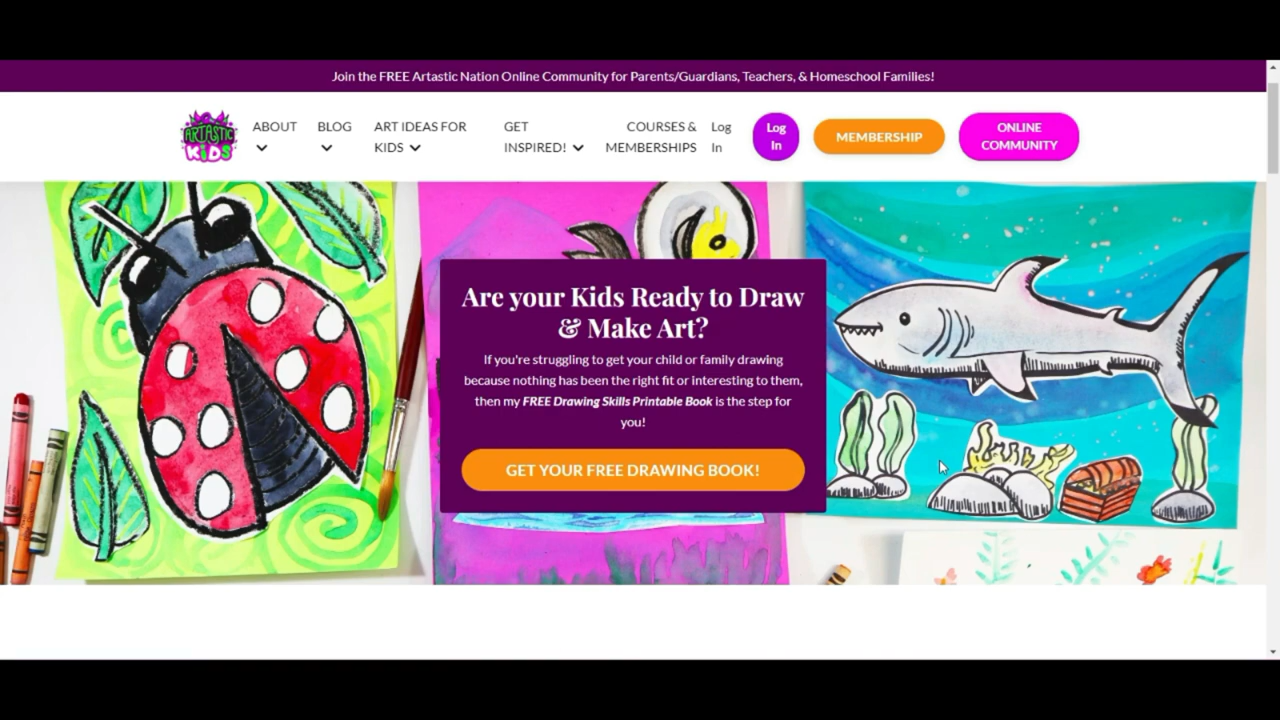 Join the FREE Artastic Nation Online Community for Parents/Guardians, Teachers, & Homeschool Families!
ARTASTIC
KiDS
ABOUT
BLOG
ART IDEAS FOR
KIDS
GET
INSPIRED!
COURSES &
MEMBERSHIPS
Log
In
Log
In
MEMBERSHIP
ONLINE
COMMUNITY
Are your Kids Ready to Draw
& Make Art?
If you're struggling to get your child or family drawing
because nothing has been the right fit or interesting to them,
then my FREE Drawing Skills Printable Book is the step for
you!
GET YOUR FREE DRAWING BOOK!